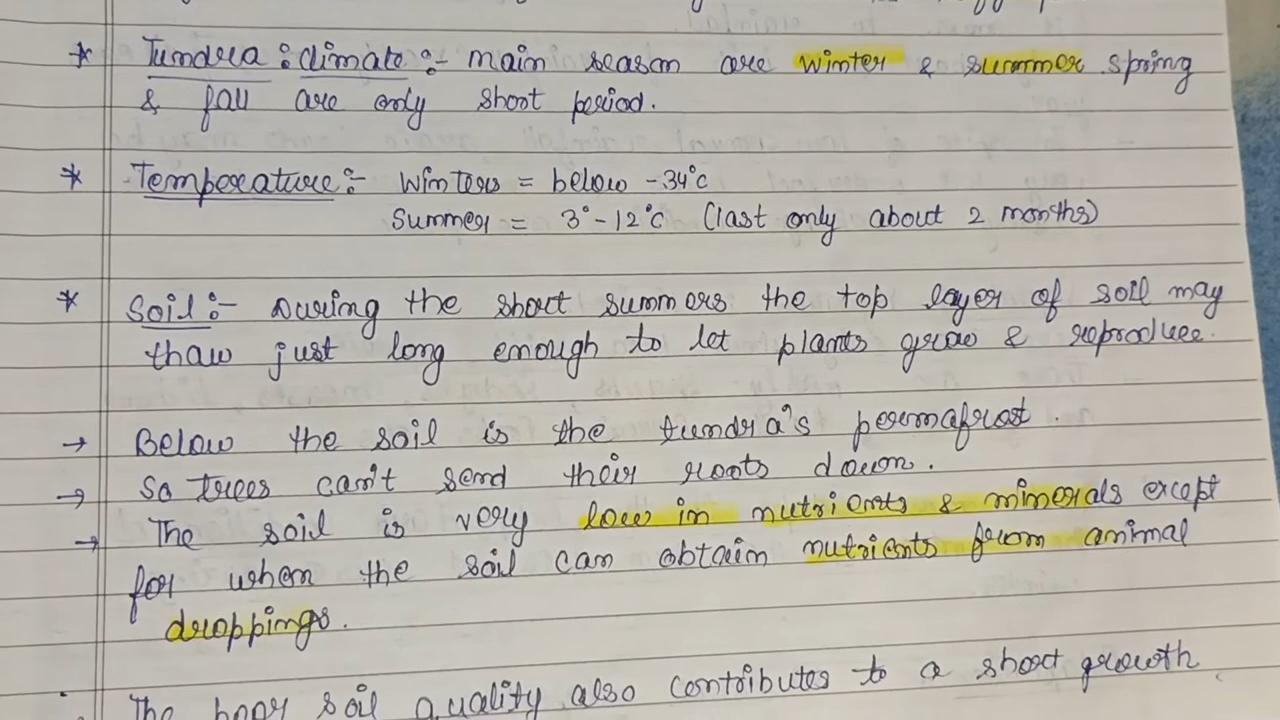 * Tundra : climate :- main season are winter & summer spring
& fall are only short period.
* Temperature :- winters = below -34°c
summer = 3° - 12°c (last only about 2 months)
* Soil :- During the short summers the top layer of soil may
thaw just long enough to let plants grow & reproduce.
→ Below the soil is the tundra's permafrost.
→ So trees can't send their roots down.
→ The soil is very low in nutrients & minerals except
for when the soil can obtain nutrients from animal
droppings.
The poor soil quality also contributes to a short growth